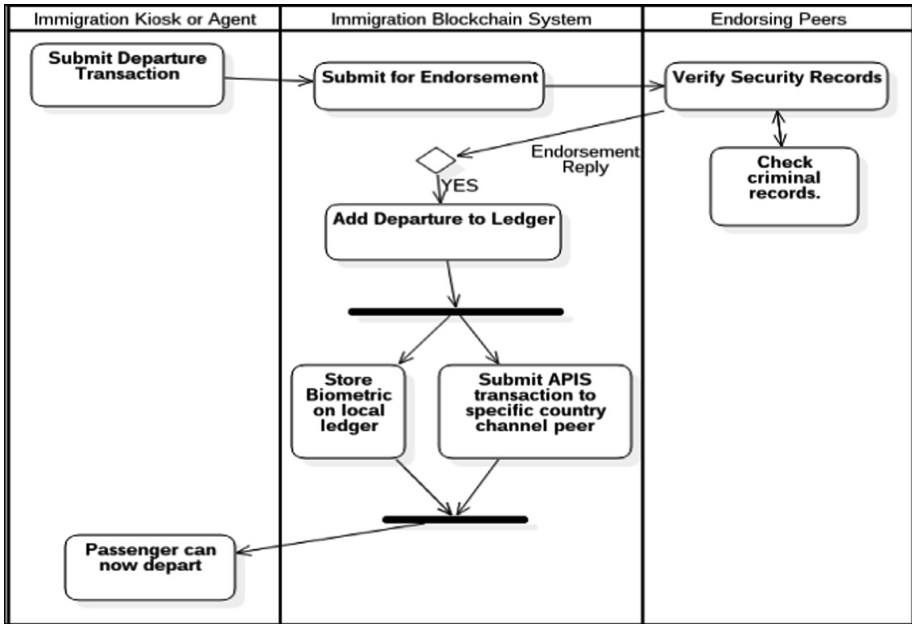 Immigration Kiosk or Agent
Immigration Blockchain System
Endorsing Peers
Submit Departure
Transaction
Submit for Endorsement
Verify Security Records
Endorsement
Reply
Check
criminal
records.
YES
Add Departure to Ledger
Store
Biometric
on local
ledger
Submit APIS
transaction to
specific country
channel peer
Passenger can
now depart